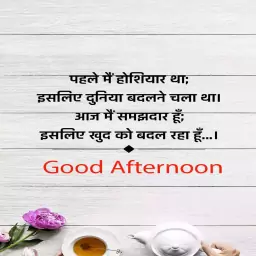 पहले मैं होशियार था;
इसलिए दुनिया बदलने चला था।
आज मैं समझदार हूँ;
इसलिए खुद को बदल रहा हूँ...।
Good Afternoon